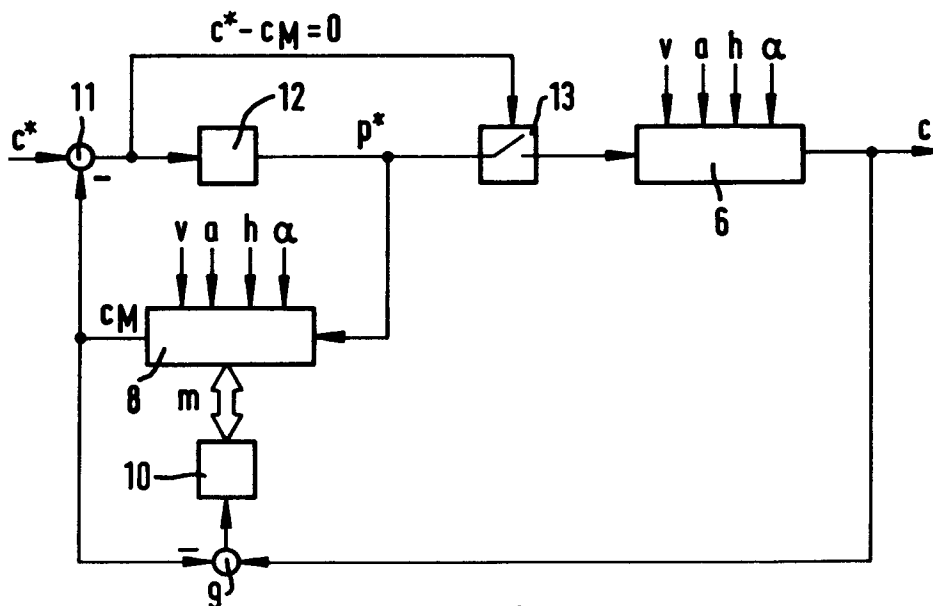 c* - cM = 0
11
12
13
v a h α
c*
p*
c
−
6
v a h α
cM
8
m
10
−
9